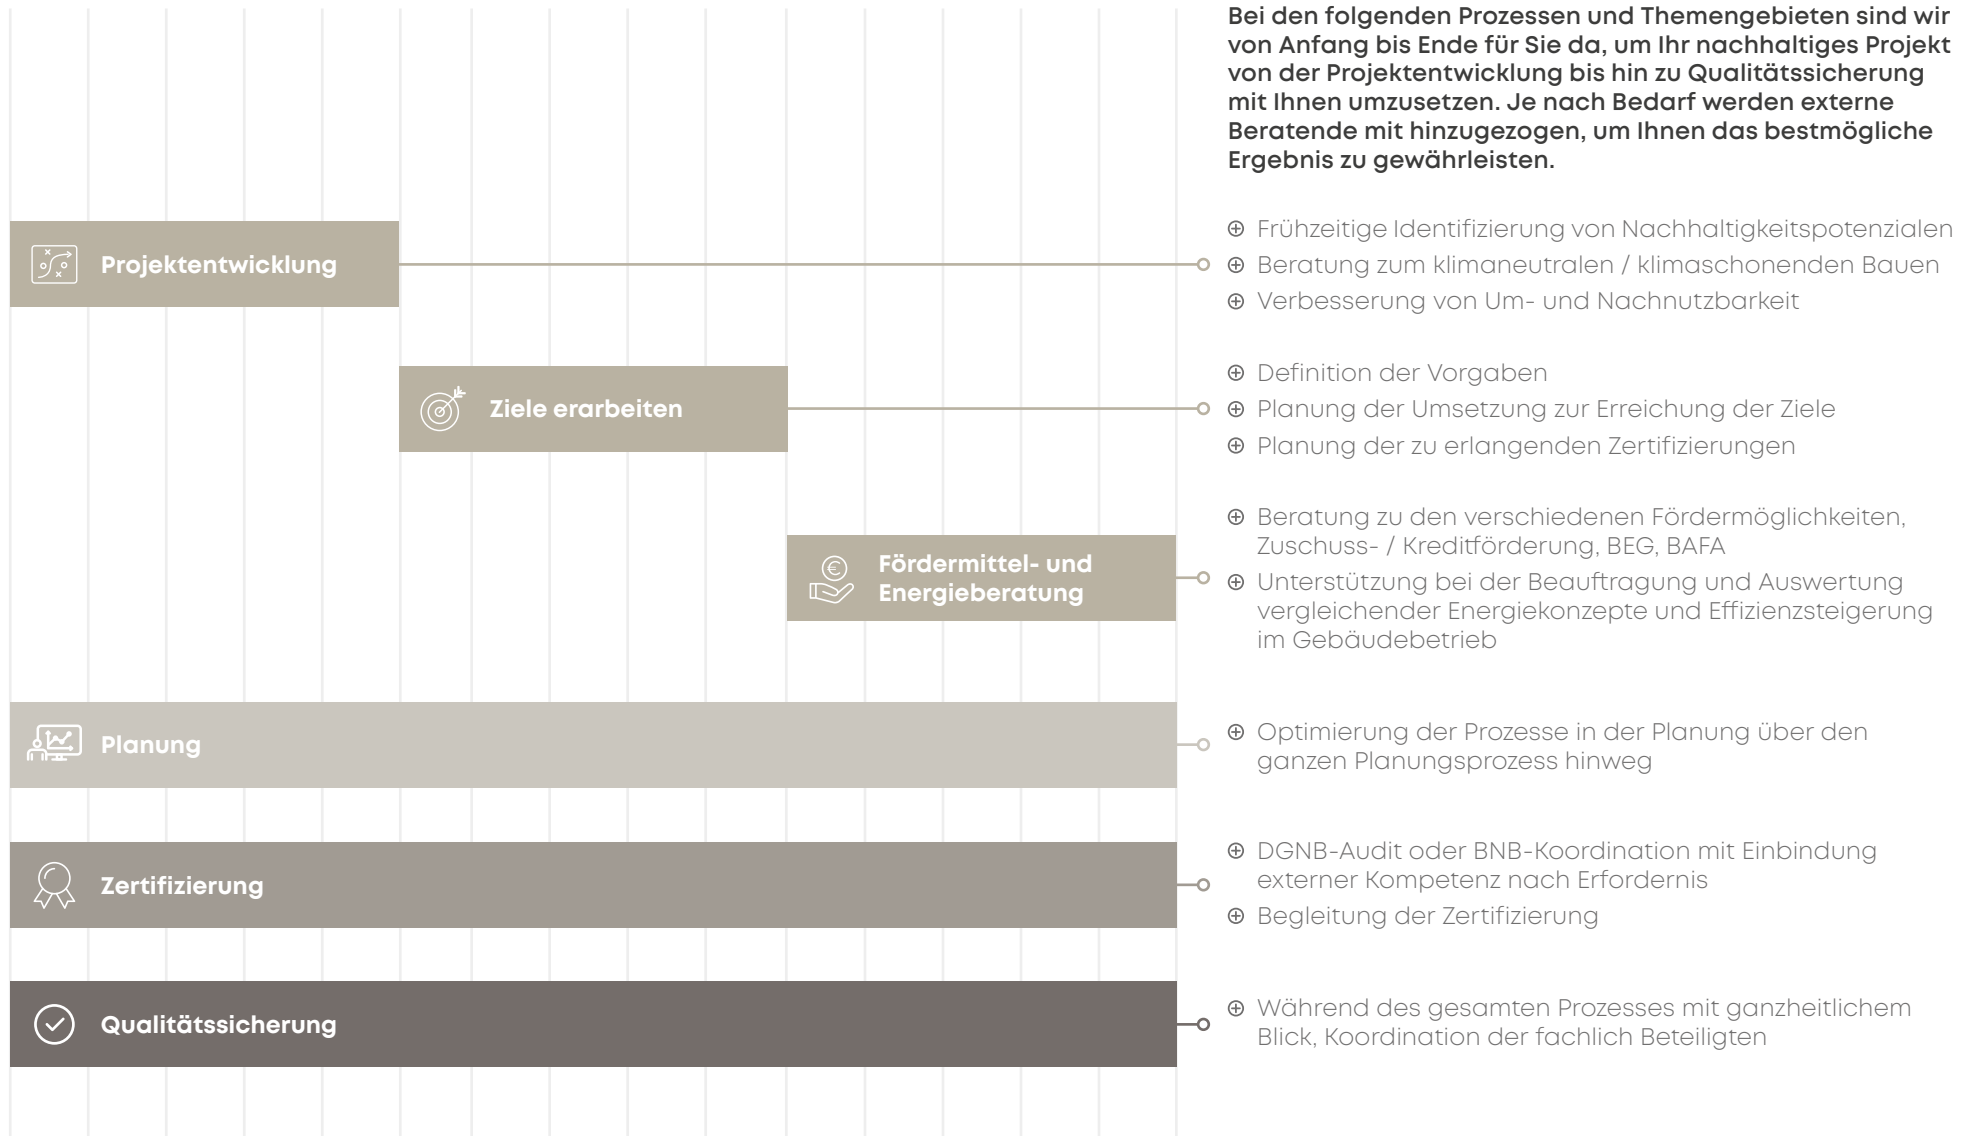 Bei den folgenden Prozessen und Themengebieten sind wir
von Anfang bis Ende für Sie da, um Ihr nachhaltiges Projekt
von der Projektentwicklung bis hin zu Qualitätssicherung
mit Ihnen umzusetzen. Je nach Bedarf werden externe
Beratende mit hinzugezogen, um Ihnen das bestmögliche
Ergebnis zu gewährleisten.
Projektentwicklung
Frühzeitige Identifizierung von Nachhaltigkeitspotenzialen
Beratung zum klimaneutralen / klimaschonenden Bauen
Verbesserung von Um- und Nachnutzbarkeit
Ziele erarbeiten
Definition der Vorgaben
Planung der Umsetzung zur Erreichung der Ziele
Planung der zu erlangenden Zertifizierungen
Fördermittel- und
Energieberatung
Beratung zu den verschiedenen Fördermöglichkeiten,
Zuschuss- / Kreditförderung, BEG, BAFA
Unterstützung bei der Beauftragung und Auswertung
vergleichender Energiekonzepte und Effizienzsteigerung
im Gebäudebetrieb
Planung
Optimierung der Prozesse in der Planung über den
ganzen Planungsprozess hinweg
Zertifizierung
DGNB-Audit oder BNB-Koordination mit Einbindung
externer Kompetenz nach Erfordernis
Begleitung der Zertifizierung
Qualitätssicherung
Während des gesamten Prozesses mit ganzheitlichem
Blick, Koordination der fachlich Beteiligten